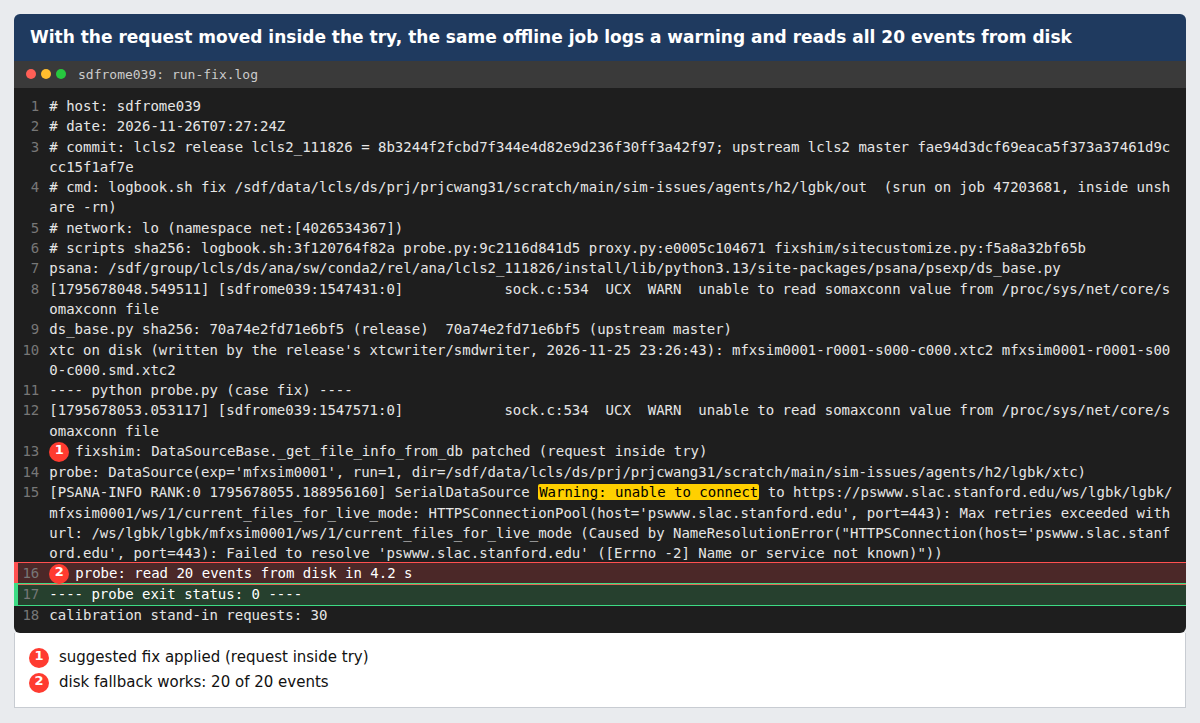 With the request moved inside the try, the same offline job logs a warning and reads all 20 events from disk
sdfrome039: run-fix.log
1 # host: sdfrome039
2 # date: 2026-11-26T07:27:24Z
3 # commit: lcls2 release lcls2_111826 = 8b3244f2fcbd7f344e4d82e9d236f30ff3a42f97; upstream lcls2 master fae94d3dcf69eaca5f373a37461d9c
cc15f1af7e
4 # cmd: logbook.sh fix /sdf/data/lcls/ds/prj/prjcwang31/scratch/main/sim-issues/agents/h2/lgbk/out  (srun on job 47203681, inside unsh
are -rn)
5 # network: lo (namespace net:[4026534367])
6 # scripts sha256: logbook.sh:3f120764f82a probe.py:9c2116d841d5 proxy.py:e0005c104671 fixshim/sitecustomize.py:f5a8a32bf65b
7 psana: /sdf/group/lcls/ds/ana/sw/conda2/rel/ana/lcls2_111826/install/lib/python3.13/site-packages/psana/psexp/ds_base.py
8 [1795678048.549511] [sdfrome039:1547431:0]            sock.c:534  UCX  WARN  unable to read somaxconn value from /proc/sys/net/core/s
omaxconn file
9 ds_base.py sha256: 70a74e2fd71e6bf5 (release)  70a74e2fd71e6bf5 (upstream master)
10 xtc on disk (written by the release's xtcwriter/smdwriter, 2026-11-25 23:26:43): mfxsim0001-r0001-s000-c000.xtc2 mfxsim0001-r0001-s00
0-c000.smd.xtc2
11 ---- python probe.py (case fix) ----
12 [1795678053.053117] [sdfrome039:1547571:0]            sock.c:534  UCX  WARN  unable to read somaxconn value from /proc/sys/net/core/s
omaxconn file
13 1 fixshim: DataSourceBase._get_file_info_from_db patched (request inside try)
14 probe: DataSource(exp='mfxsim0001', run=1, dir=/sdf/data/lcls/ds/prj/prjcwang31/scratch/main/sim-issues/agents/h2/lgbk/xtc)
15 [PSANA-INFO RANK:0 1795678055.188956160] SerialDataSource Warning: unable to connect to https://pswww.slac.stanford.edu/ws/lgbk/lgbk/
mfxsim0001/ws/1/current_files_for_live_mode: HTTPSConnectionPool(host='pswww.slac.stanford.edu', port=443): Max retries exceeded with
url: /ws/lgbk/lgbk/mfxsim0001/ws/1/current_files_for_live_mode (Caused by NameResolutionError("HTTPSConnection(host='pswww.slac.stanf
ord.edu', port=443): Failed to resolve 'pswww.slac.stanford.edu' ([Errno -2] Name or service not known)"))
16 2 probe: read 20 events from disk in 4.2 s
17 ---- probe exit status: 0 ----
18 calibration stand-in requests: 30
1 suggested fix applied (request inside try)
2 disk fallback works: 20 of 20 events